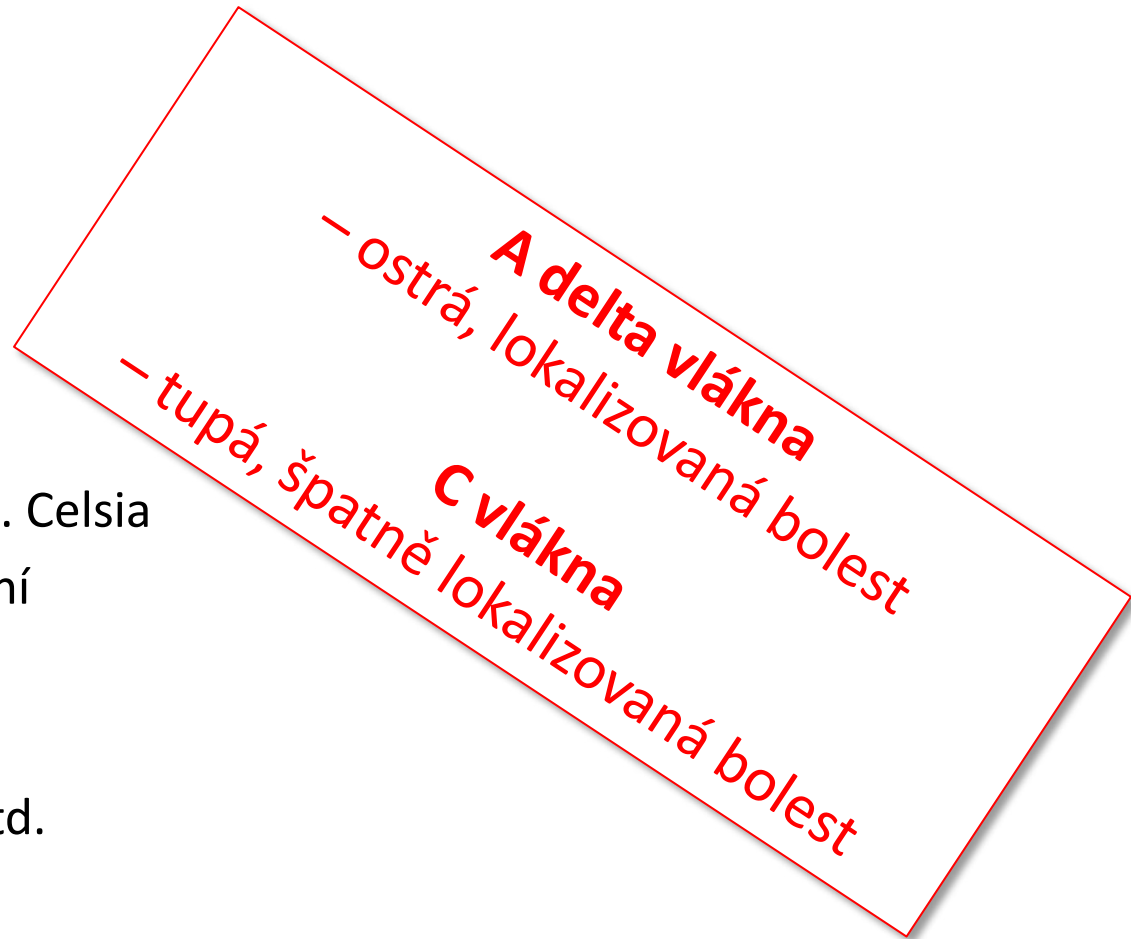 A delta vlákna
– ostrá, lokalizovaná bolest
C vlákna
– tupá, špatně lokalizovaná bolest
. Celsia
ní
td.